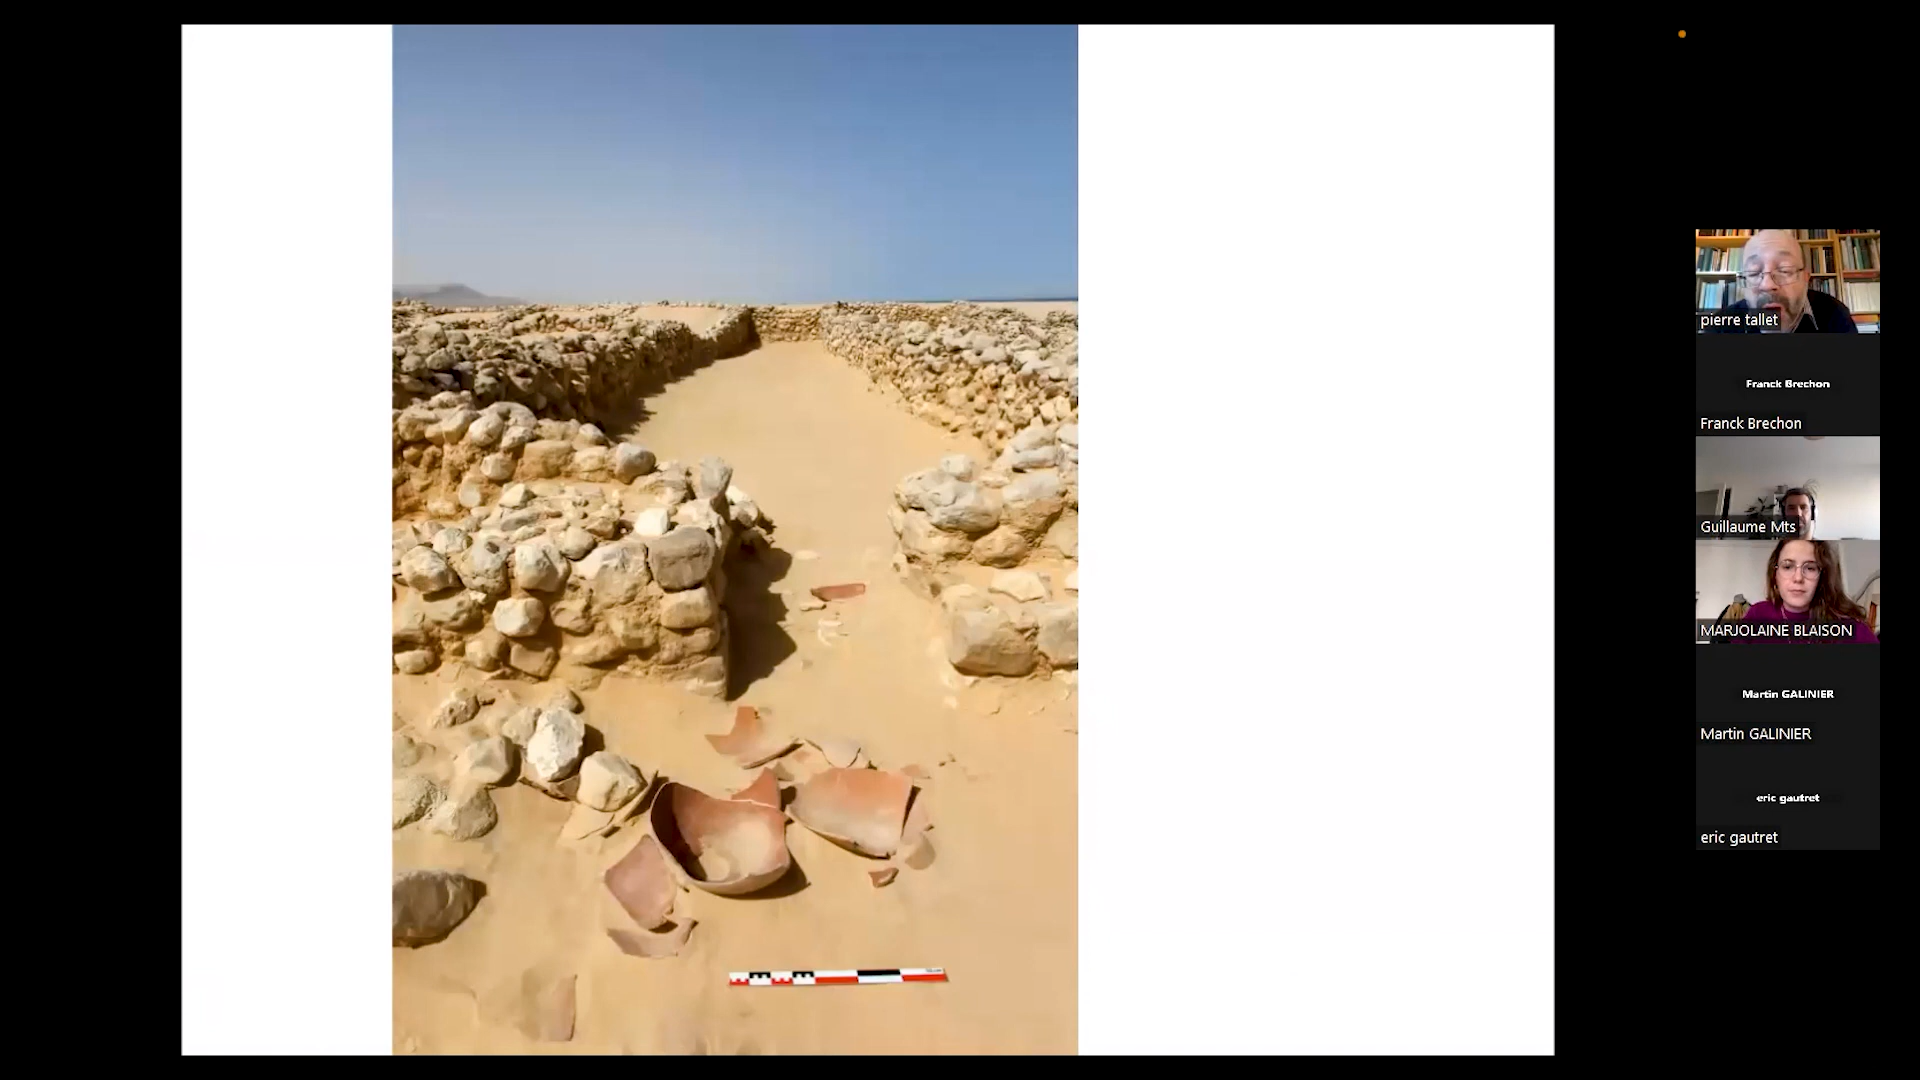 pierre tallet
Franck Brechon
Franck Brechon
Guillaume Mts
MARJOLAINE BLAISON
Martin GALINIER
Martin GALINIER
eric gautret
eric gautret